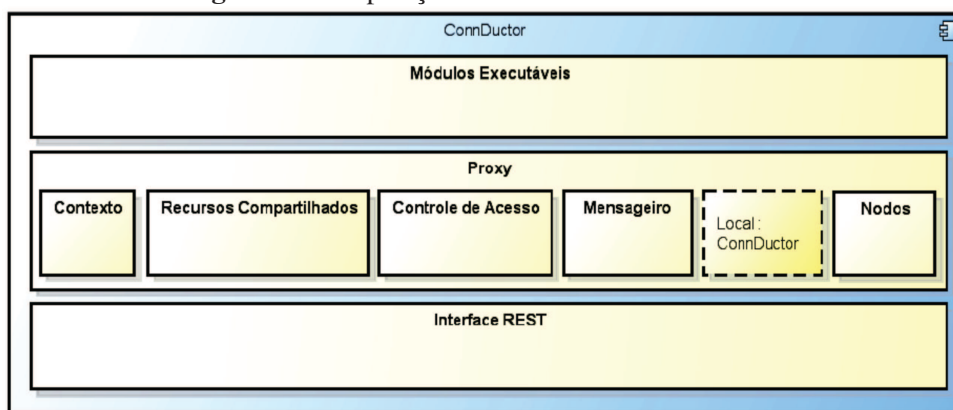 ConnDuctor
Módulos Executáveis
Proxy
Contexto
Recursos Compartilhados
Controle de Acesso
Mensageiro
Local :
ConnDuctor
Nodos
Interface REST